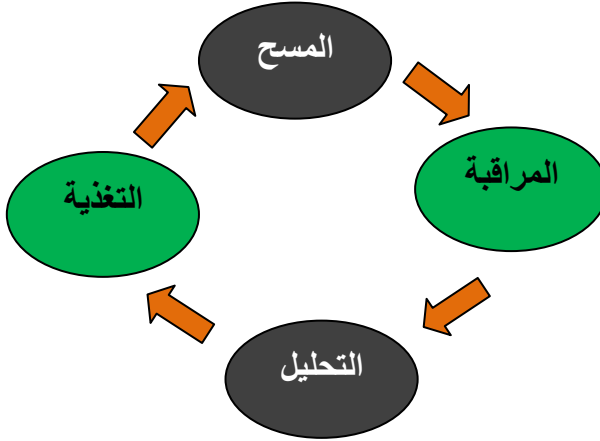 المسح
المراقبة
التحليل
التغذية